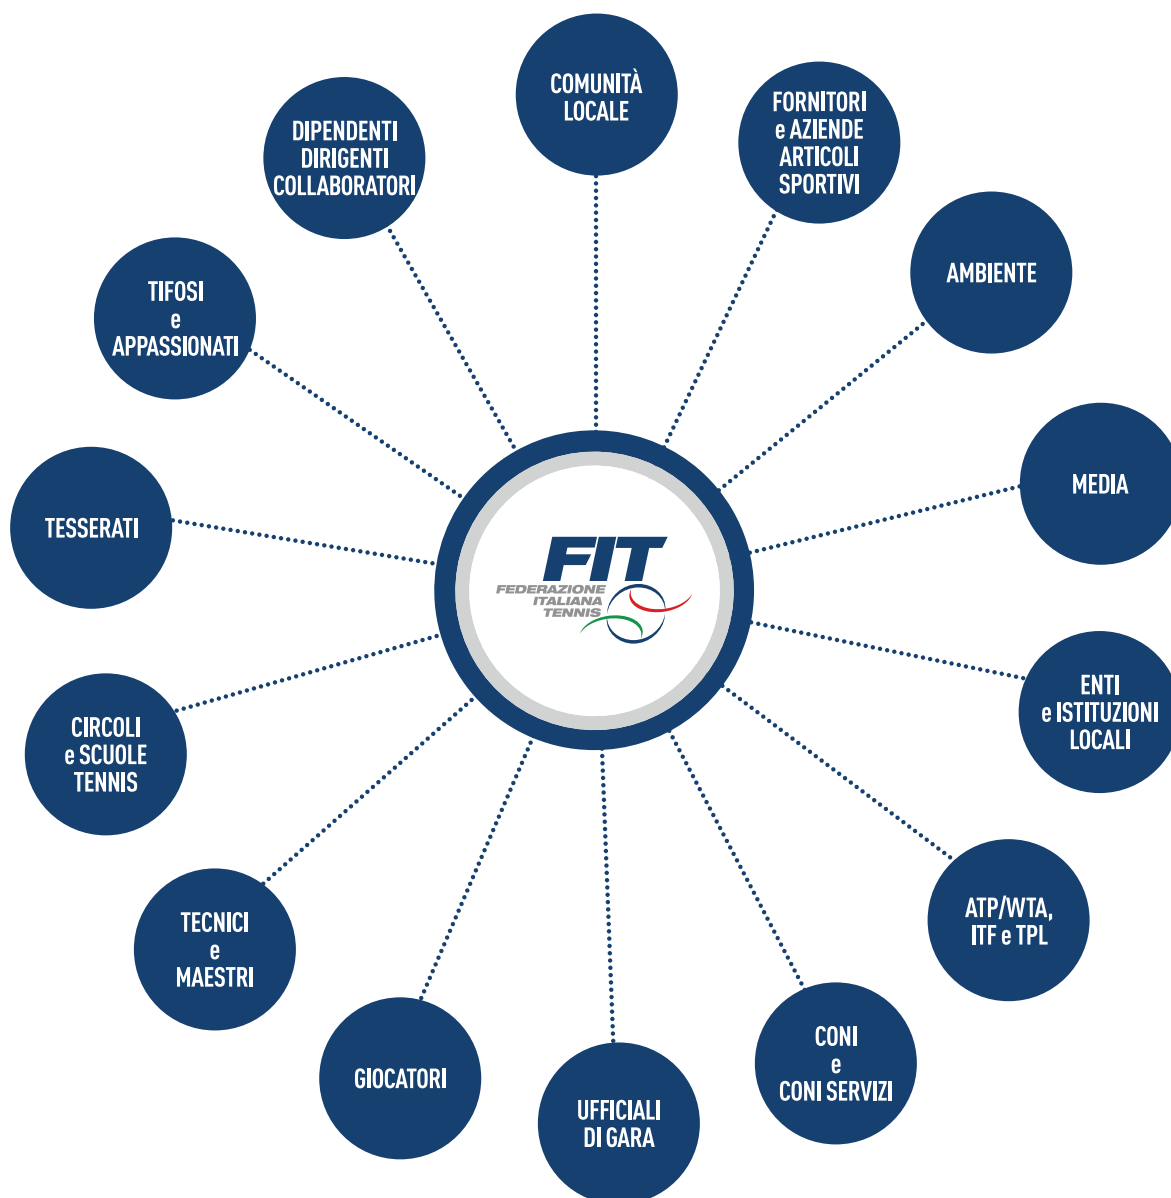 COMUNITÀ
LOCALE
FORNITORI
e AZIENDE
ARTICOLI
SPORTIVI
AMBIENTE
MEDIA
ENTI
e ISTITUZIONI
LOCALI
ATP/WTA,
ITF e TPL
CONI
e
CONI SERVIZI
UFFICIALI
DI GARA
GIOCATORI
TECNICI
e
MAESTRI
CIRCOLI
e SCUOLE
TENNIS
TESSERATI
TIFOSI
e
APPASSIONATI
DIPENDENTI
DIRIGENTI
COLLABORATORI
FIT
FEDERAZIONE
ITALIANA
TENNIS